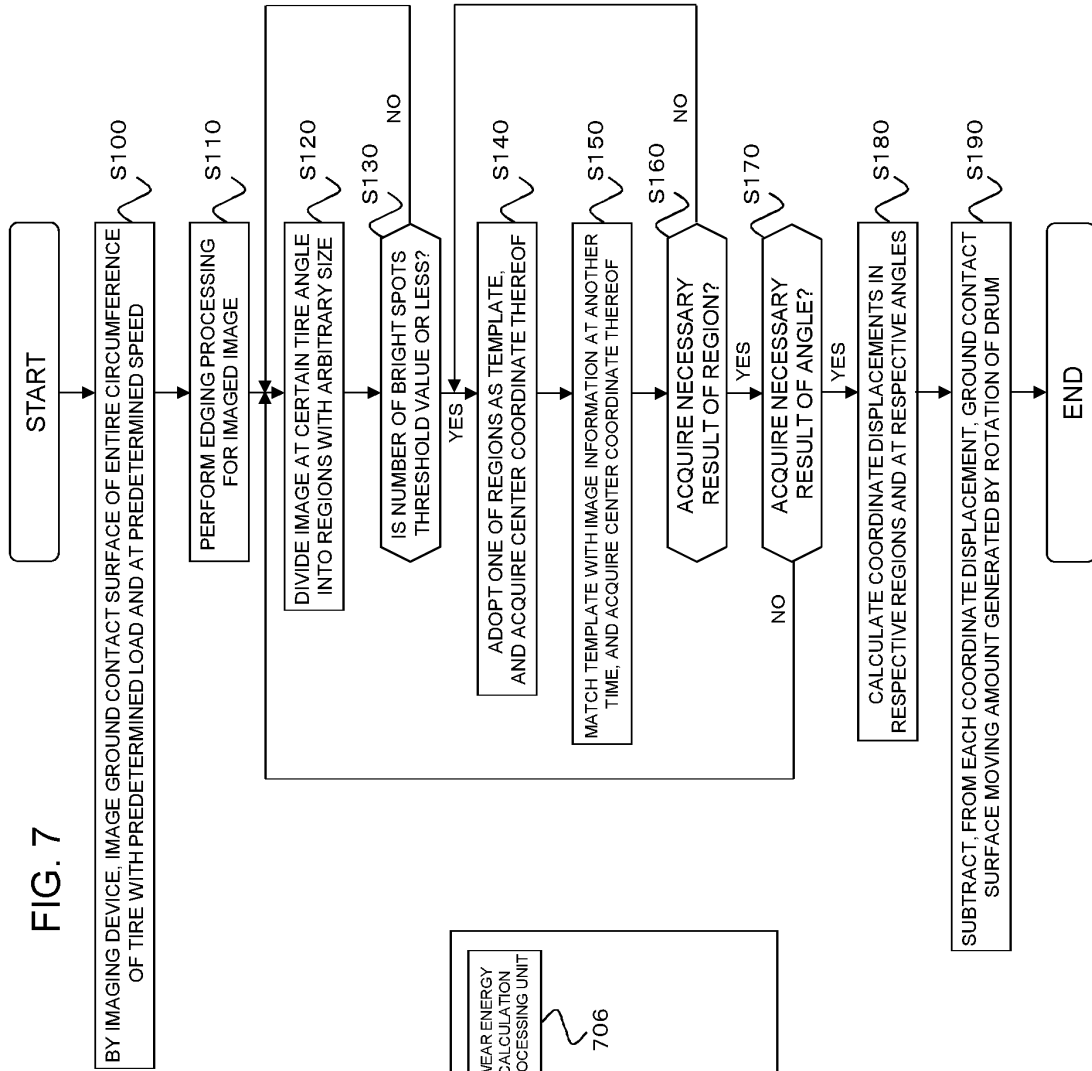 FIG. 7
START
BY IMAGING DEVICE, IMAGE GROUND CONTACT SURFACE OF ENTIRE CIRCUMFERENCE
OF TIRE WITH PREDETERMINED LOAD AND AT PREDETERMINED SPEED
S100
PERFORM EDGING PROCESSING
FOR IMAGED IMAGE
S110
DIVIDE IMAGE AT CERTAIN TIRE ANGLE
INTO REGIONS WITH ARBITRARY SIZE
S120
IS NUMBER OF BRIGHT SPOTS
THRESHOLD VALUE OR LESS?
S130
NO
YES
ADOPT ONE OF REGIONS AS TEMPLATE,
AND ACQUIRE CENTER COORDINATE THEREOF
S140
MATCH TEMPLATE WITH IMAGE INFORMATION AT ANOTHER
TIME, AND ACQUIRE CENTER COORDINATE THEREOF
S150
ACQUIRE NECESSARY
RESULT OF REGION?
S160
NO
YES
ACQUIRE NECESSARY
RESULT OF ANGLE?
S170
NO
YES
CALCULATE COORDINATE DISPLACEMENTS IN
RESPECTIVE REGIONS AND AT RESPECTIVE ANGLES
S180
SUBTRACT, FROM EACH COORDINATE DISPLACEMENT, GROUND CONTACT
SURFACE MOVING AMOUNT GENERATED BY ROTATION OF DRUM
S190
END
ENERGY
CALCULATION
UNIT
706